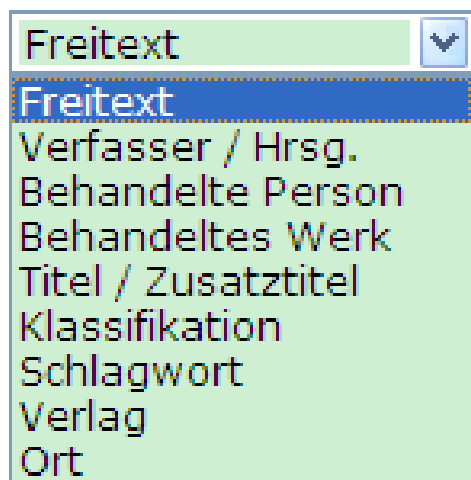 Freitext
Freitext
Verfasser / Hrsg.
Behandelte Person
Behandeltes Werk
Titel / Zusatztitel
Klassifikation
Schlagwort
Verlag
Ort